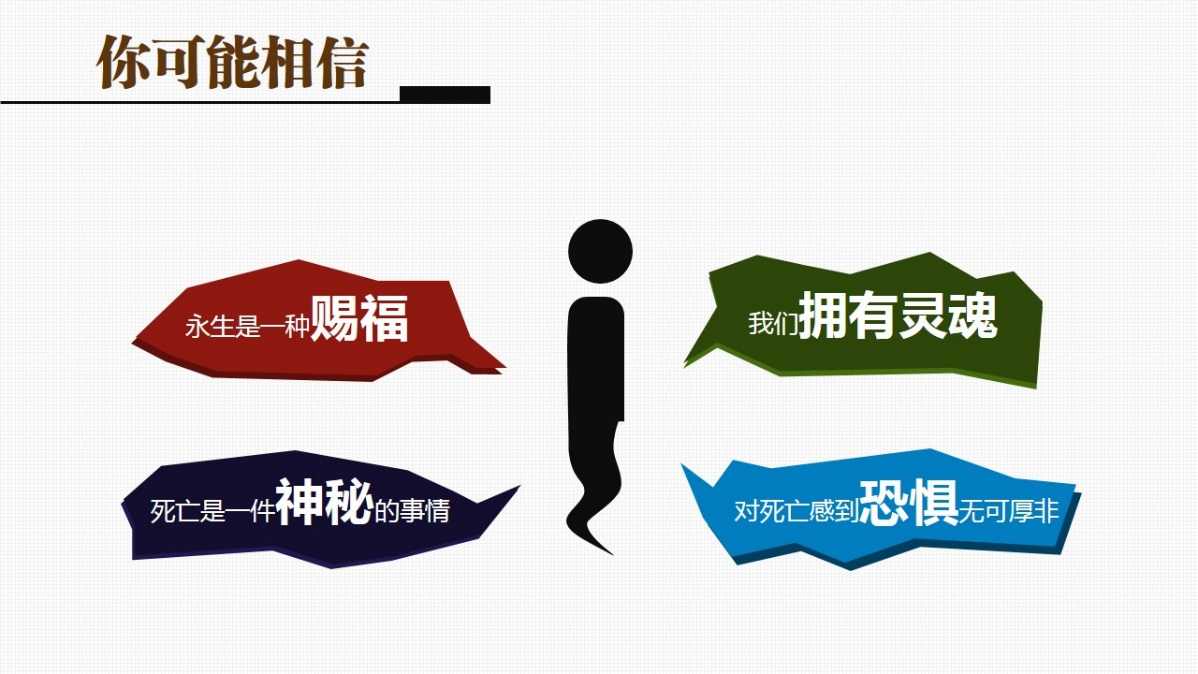 你可能相信
永生是一种赐福
我们拥有灵魂
死亡是一件神秘的事情
对死亡感到恐惧无可厚非